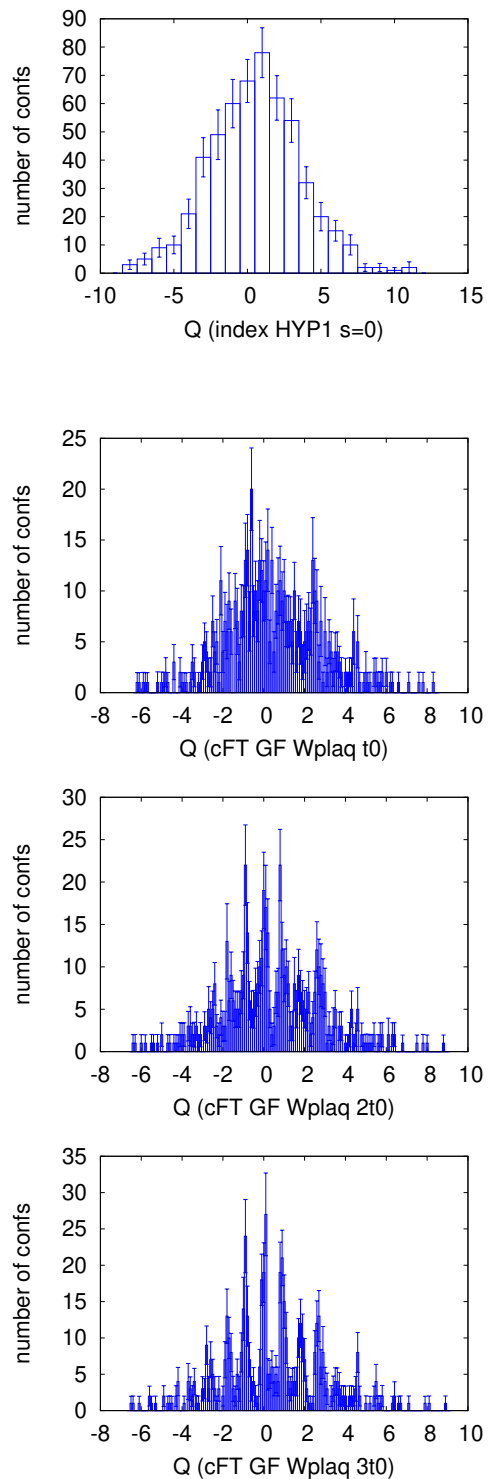 90
80
70
60
50
40
30
20
10
0
number of confs
-10 -5 0 5 10 15
Q (index HYP1 s=0)
25
20
15
10
5
0
number of confs
-8 -6 -4 -2 0 2 4 6 8 10
Q (cFT GF Wplaq t0)
30
25
20
15
10
5
0
number of confs
-8 -6 -4 -2 0 2 4 6 8 10
Q (cFT GF Wplaq 2t0)
35
30
25
20
15
10
5
0
number of confs
-8 -6 -4 -2 0 2 4 6 8 10
Q (cFT GF Wplaq 3t0)